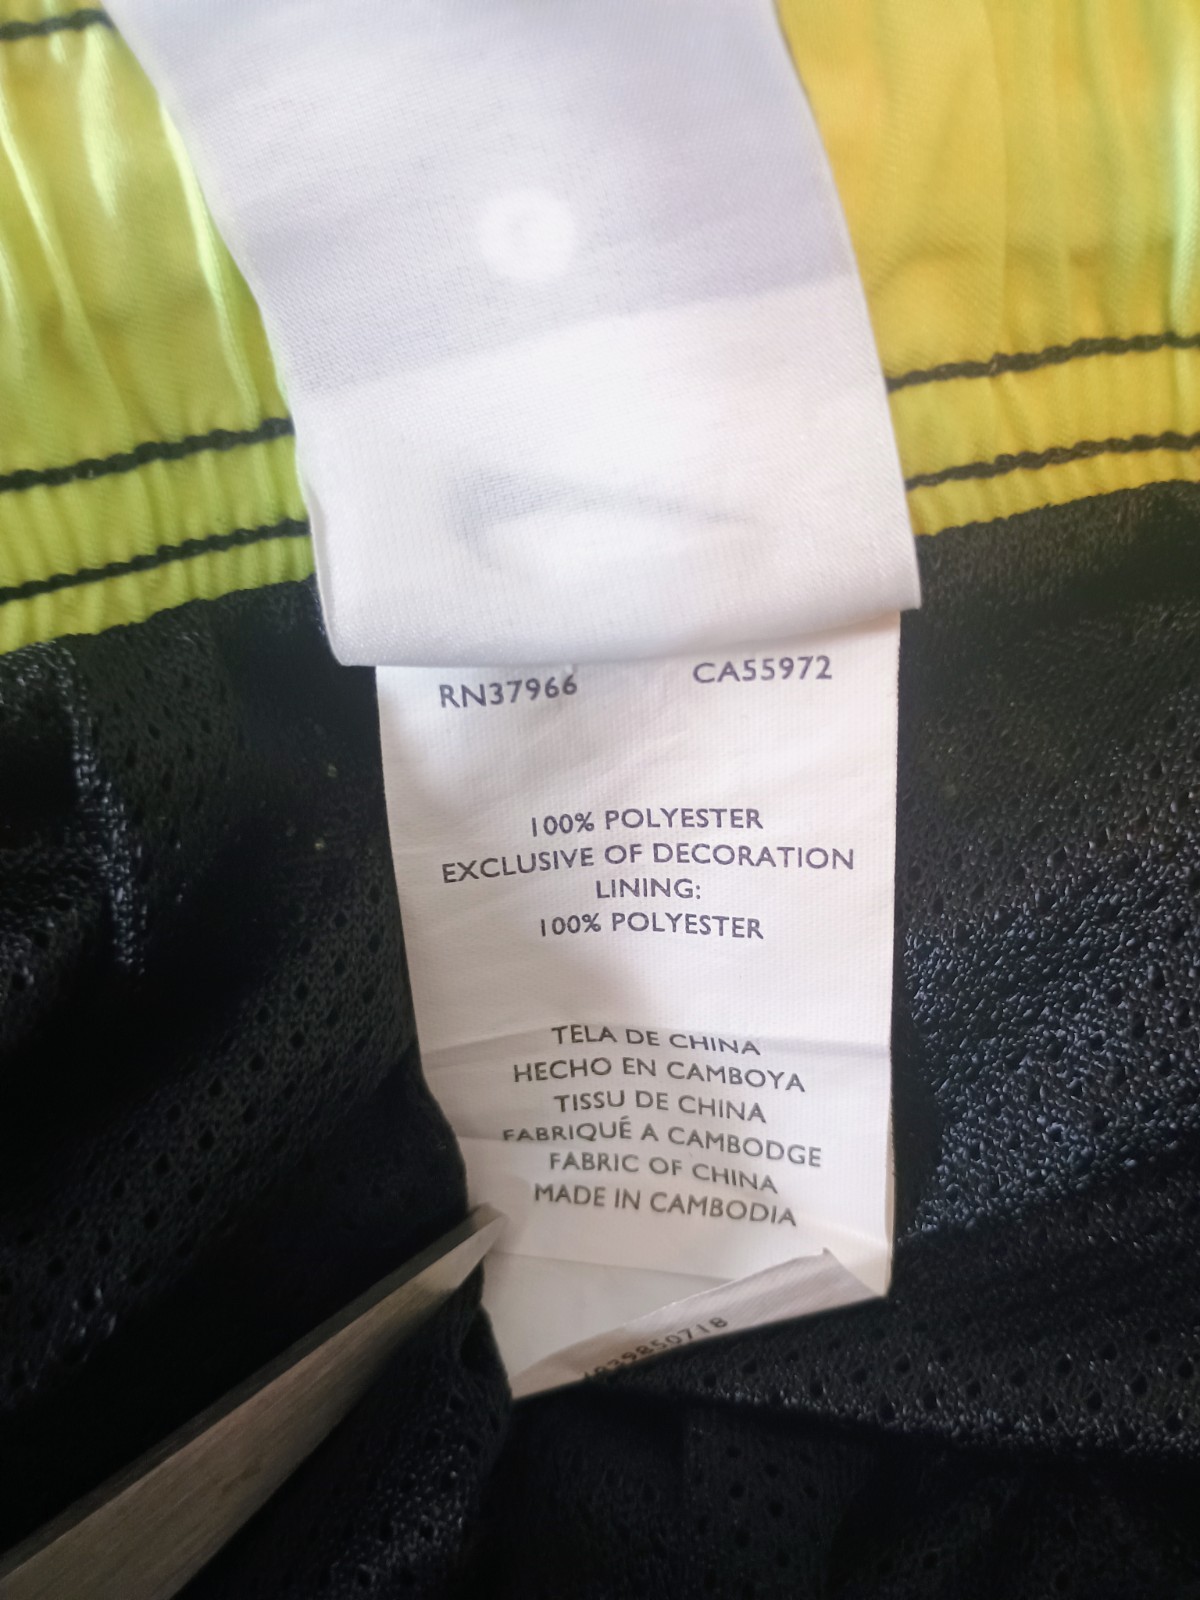 RN37966 CA55972
100% POLYESTER
EXCLUSIVE OF DECORATION
LINING:
100% POLYESTER
TELA DE CHINA
HECHO EN CAMBOYA
TISSU DE CHINA
FABRIQUÉ A CAMBODGE
FABRIC OF CHINA
MADE IN CAMBODIA